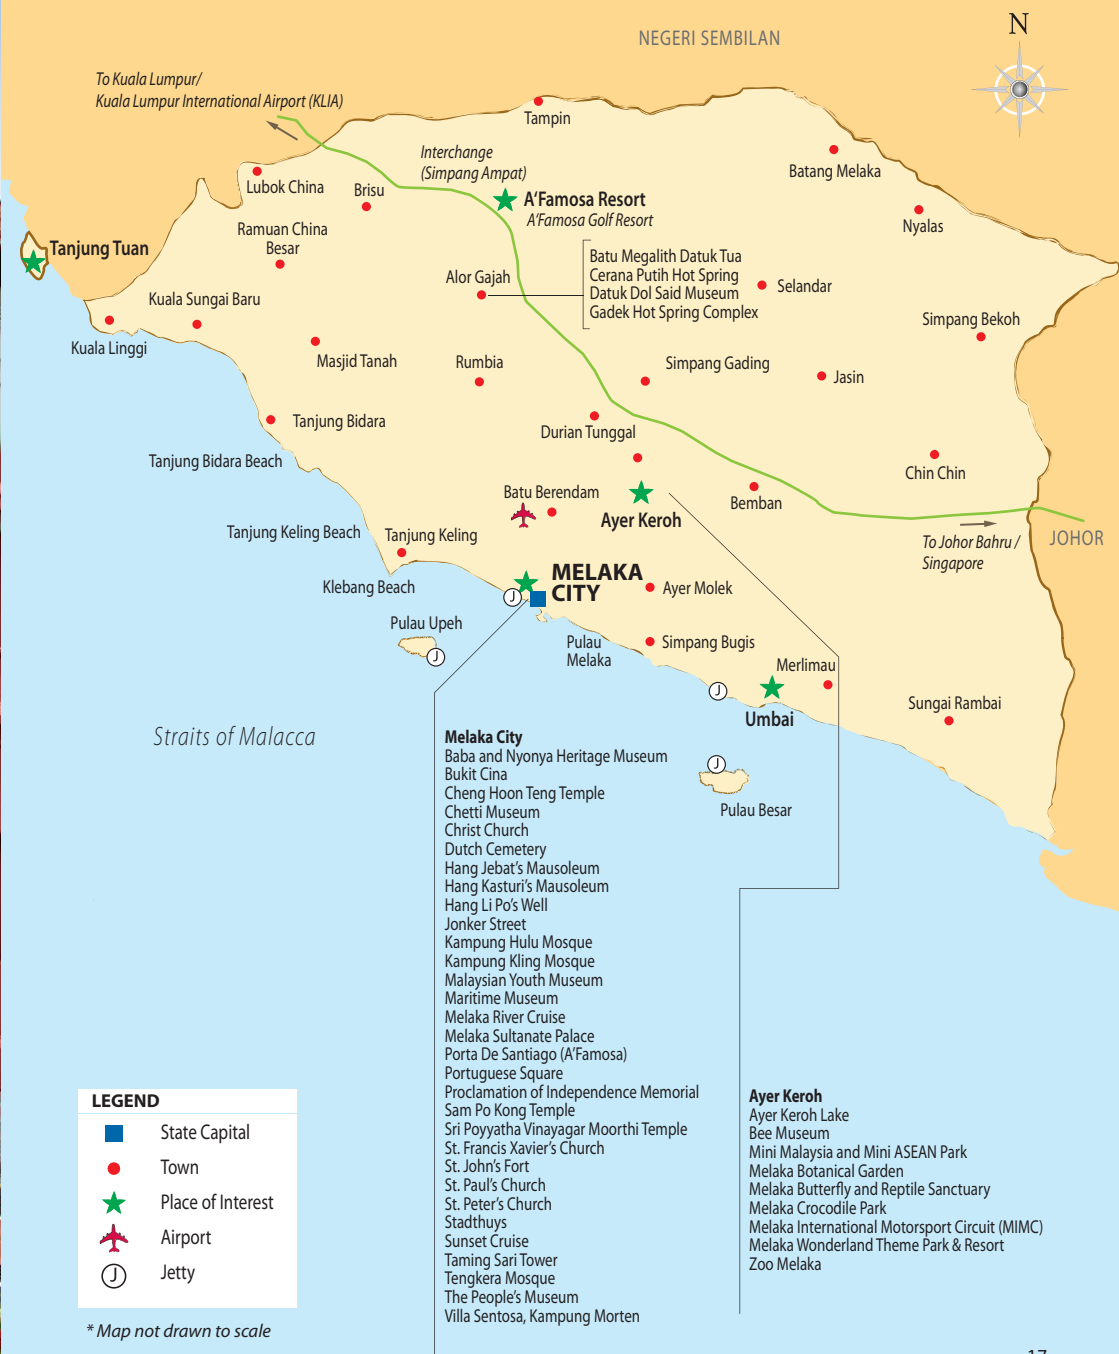 N
NEGERI SEMBILAN
To Kuala Lumpur/
Kuala Lumpur International Airport (KLIA)
Tampin
Interchange
(Simpang Ampat)
Batang Melaka
Lubok China
Brisu
A'Famosa Resort
A'Famosa Golf Resort
Nyalas
Ramuan China
Besar
Tanjung Tuan
Batu Megalith Datuk Tua
Cerana Putih Hot Spring
Datuk Dol Said Museum
Gadek Hot Spring Complex
Alor Gajah
Selandar
Kuala Sungai Baru
Simpang Bekoh
Kuala Linggi
Masjid Tanah
Rumbia
Simpang Gading
Jasin
Tanjung Bidara
Durian Tunggal
Tanjung Bidara Beach
Chin Chin
Batu Berendam
Bemban
Ayer Keroh
Tanjung Keling Beach
Tanjung Keling
To Johor Bahru /
Singapore
JOHOR
MELAKA
CITY
Klebang Beach
Ayer Molek
J
Pulau Upeh
J
Pulau
Melaka
Simpang Bugis
Merlimau
J
Umbai
Sungai Rambai
Straits of Malacca
J
Pulau Besar
Melaka City
Baba and Nyonya Heritage Museum
Bukit Cina
Cheng Hoon Teng Temple
Chetti Museum
Christ Church
Dutch Cemetery
Hang Jebat's Mausoleum
Hang Kasturi's Mausoleum
Hang Li Po's Well
Jonker Street
Kampung Hulu Mosque
Kampung Kling Mosque
Malaysian Youth Museum
Maritime Museum
Melaka River Cruise
Melaka Sultanate Palace
Porta De Santiago (A'Famosa)
Portuguese Square
Proclamation of Independence Memorial
Sam Po Kong Temple
Sri Poyyatha Vinayagar Moorthi Temple
St. Francis Xavier's Church
St. John's Fort
St. Paul's Church
St. Peter's Church
Stadthuys
Sunset Cruise
Taming Sari Tower
Tengkera Mosque
The People's Museum
Villa Sentosa, Kampung Morten
Ayer Keroh
Ayer Keroh Lake
Bee Museum
Mini Malaysia and Mini ASEAN Park
Melaka Botanical Garden
Melaka Butterfly and Reptile Sanctuary
Melaka Crocodile Park
Melaka International Motorsport Circuit (MIMC)
Melaka Wonderland Theme Park & Resort
Zoo Melaka
LEGEND
State Capital
Town
Place of Interest
Airport
J Jetty
* Map not drawn to scale